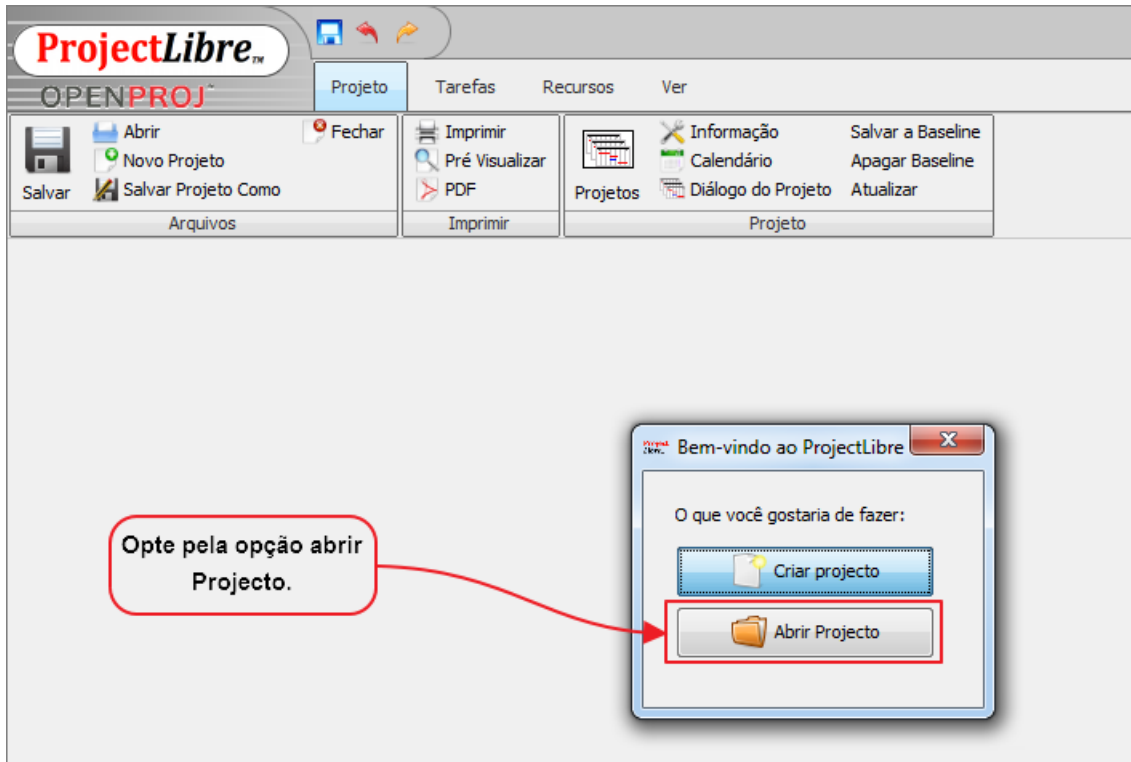 ProjectLibre™
OPENPROJ
Projeto Tarefas Recursos Ver
Salvar
Abrir
Novo Projeto
Salvar Projeto Como
Fechar
Arquivos
Imprimir
Pré Visualizar
PDF
Imprimir
Projetos
Informação
Calendário
Diálogo do Projeto
Salvar a Baseline
Apagar Baseline
Atualizar
Projeto
Bem-vindo ao ProjectLibre
O que você gostaria de fazer:
Criar projecto
Abrir Projecto
Opte pela opção abrir
Projecto.